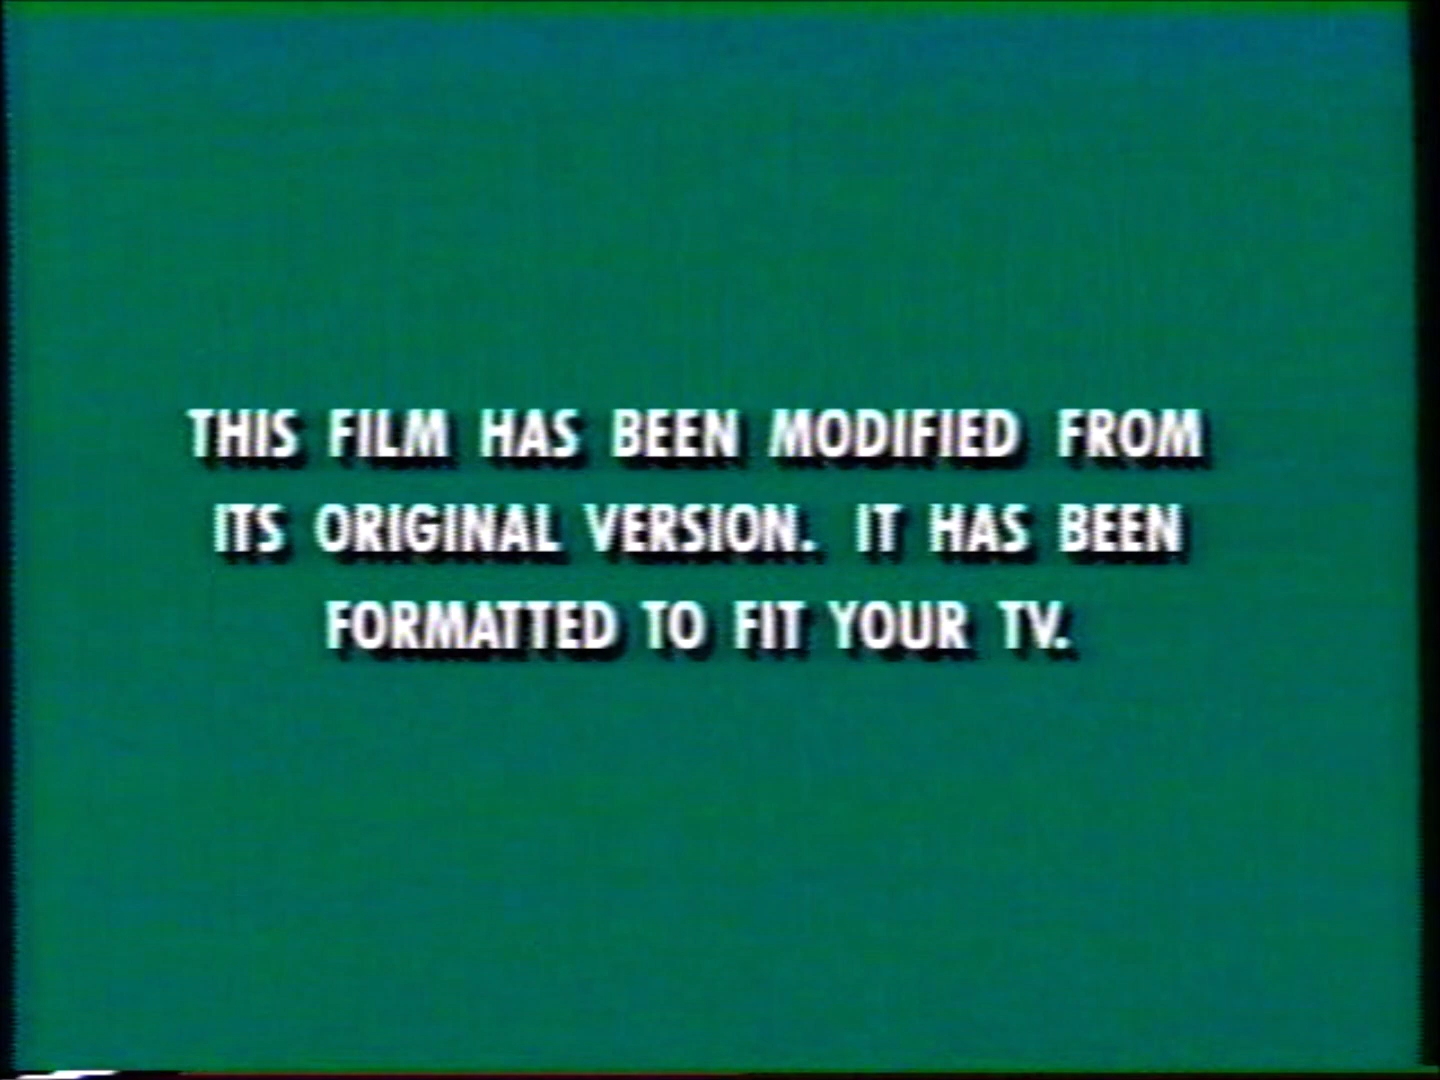 THIS FILM HAS BEEN MODIFIED FROM
ITS ORIGINAL VERSION. IT HAS BEEN
FORMATTED TO FIT YOUR TV.